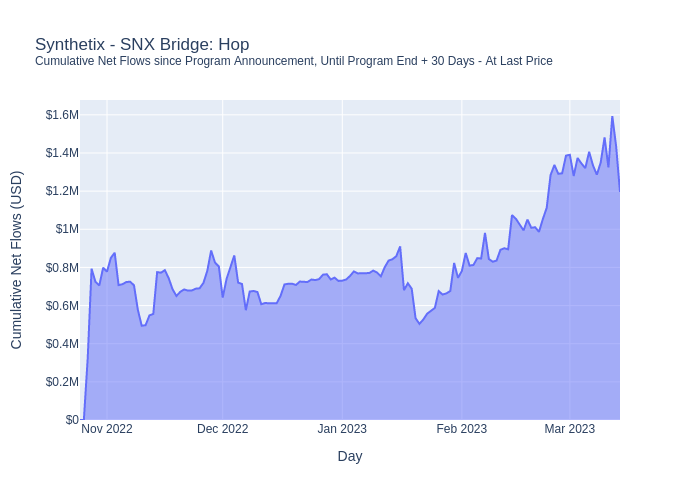 Synthetix - SNX Bridge: Hop
Cumulative Net Flows since Program Announcement, Until Program End + 30 Days - At Last Price
Cumulative Net Flows (USD)
$1.6M
$1.4M
$1.2M
$1M
$0.8M
$0.6M
$0.4M
$0.2M
$0
Nov 2022
Dec 2022
Jan 2023
Feb 2023
Mar 2023
Day